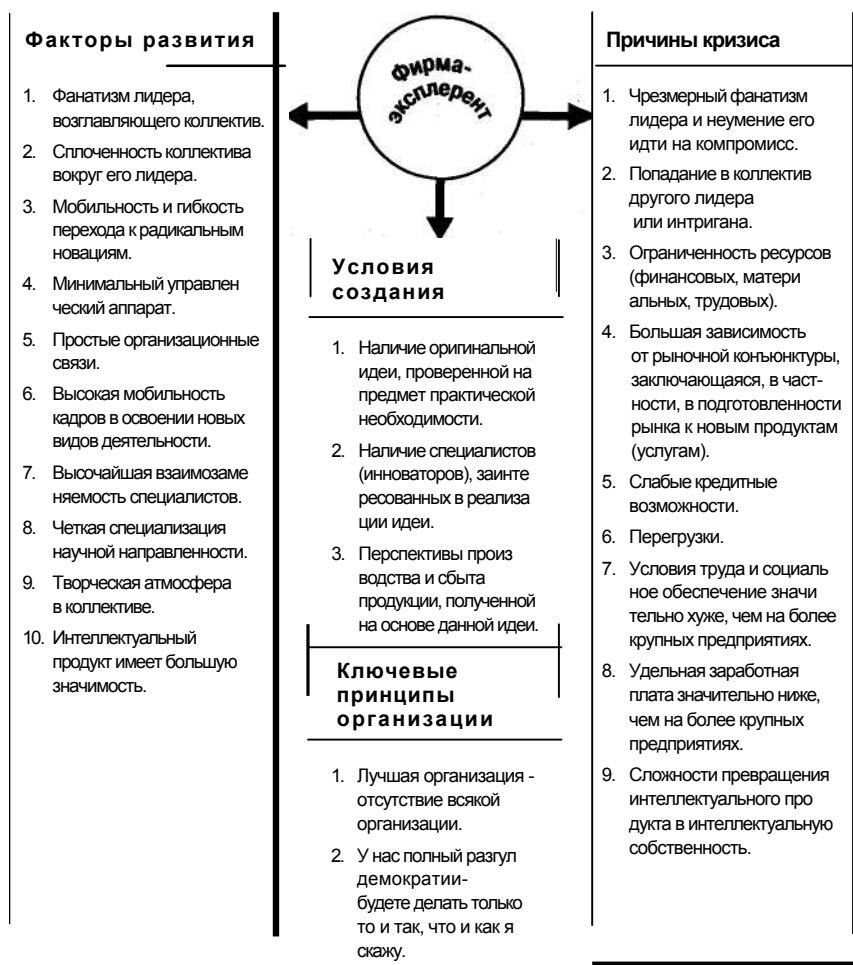 Факторы развития
1. Фанатизм лидера,
возглавляющего коллектив.
2. Сплоченность коллектива
вокруг его лидера.
3. Мобильность и гибкость
перехода к радикальным
новациям.
4. Минимальный управлен
ческий аппарат.
5. Простые организационные
связи.
6. Высокая мобильность
кадров в освоении новых
видов деятельности.
7. Высочайшая взаимозаме
няемость специалистов.
8. Четкая специализация
научной направленности.
9. Творческая атмосфера
в коллективе.
10. Интеллектуальный
продукт имеет большую
значимость.
Фирма-
эксплерент
Условия
создания
1. Наличие оригинальной
идеи, проверенной на
предмет практической
необходимости.
2. Наличие специалистов
(инноваторов), заинте
ресованных в реализа
ции идеи.
3. Перспективы произ
водства и сбыта
продукции, полученной
на основе данной идеи.
Ключевые
принципы
организации
1. Лучшая организация -
отсутствие всякой
организации.
2. У нас полный разгул
демократии-
будете делать только
то и так, что и как я
скажу.
Причины кризиса
1. Чрезмерный фанатизм
лидера и неумение его
идти на компромисс.
2. Попадание в коллектив
другого лидера
или интригана.
3. Ограниченность ресурсов
(финансовых, матери
альных, трудовых).
4. Большая зависимость
от рыночной конъюнктуры,
заключающаяся, в част-
ности, в подготовленности
рынка к новым продуктам
(услугам).
5. Слабые кредитные
возможности.
6. Перегрузки.
7. Условия труда и социаль
ное обеспечение значи
тельно хуже, чем на более
крупных предприятиях.
8. Удельная заработная
плата значительно ниже,
чем на более крупных
предприятиях.
9. Сложности превращения
интеллектуального про
дукта в интеллектуальную
собственность.